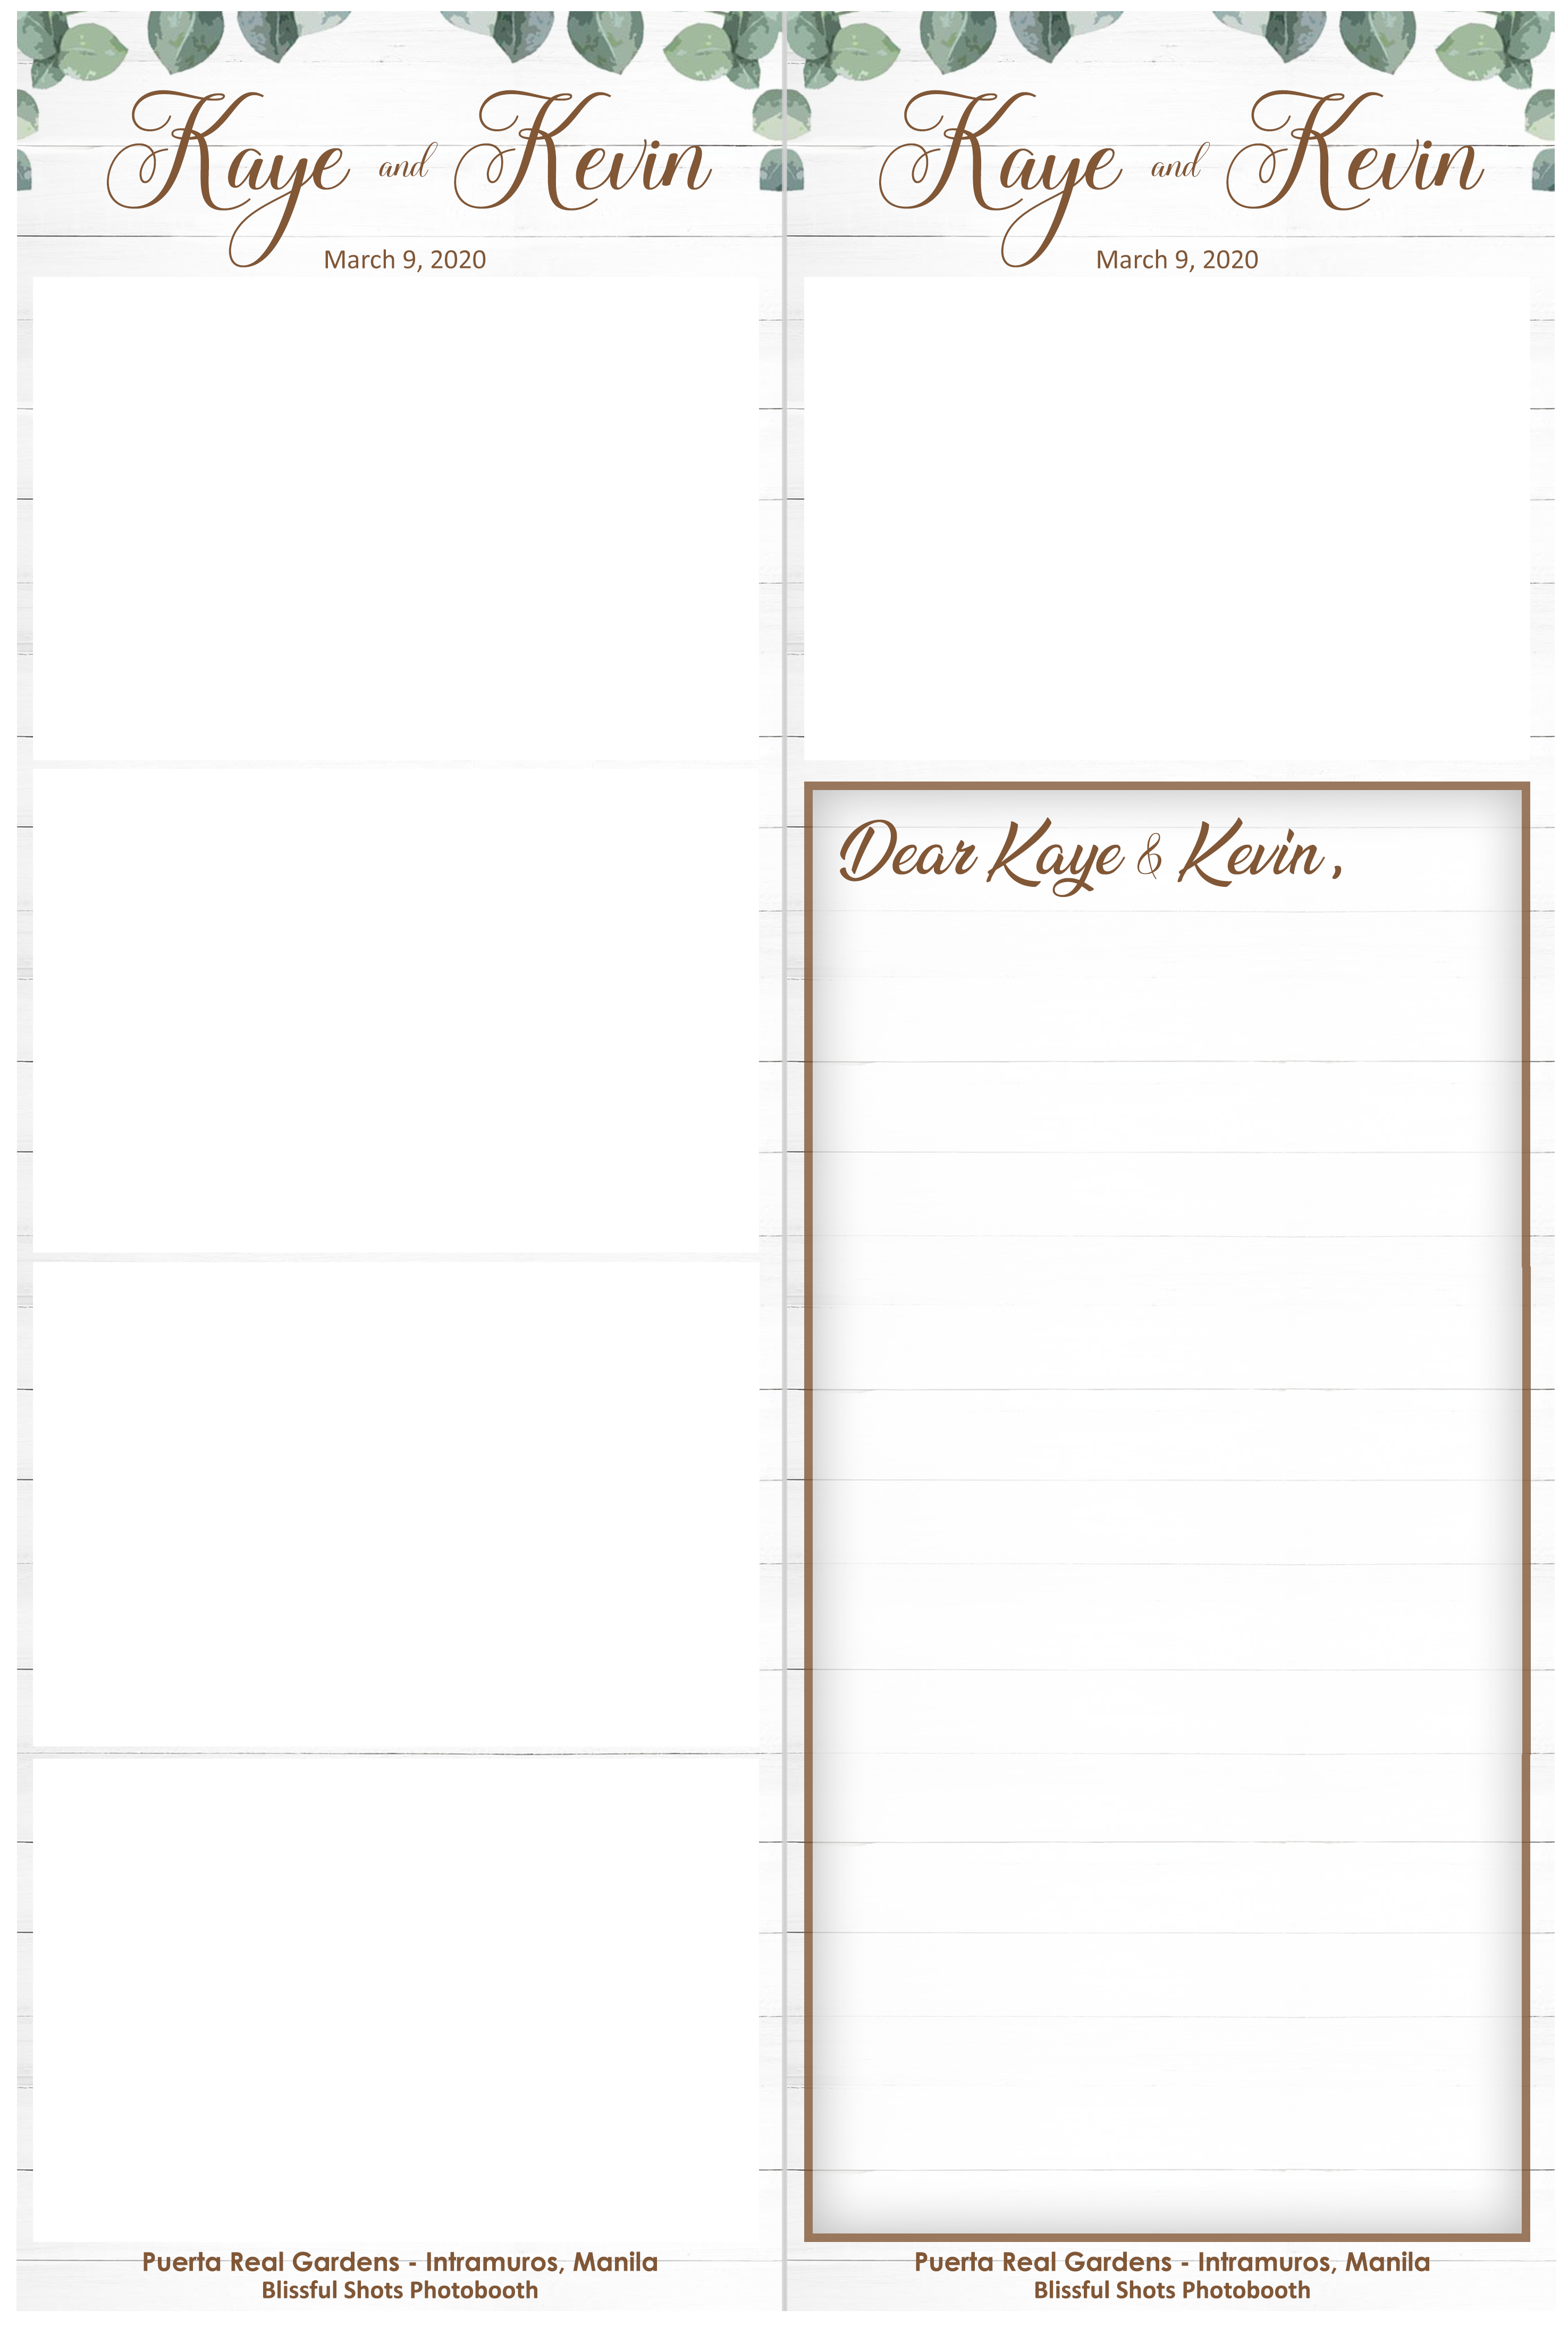 Kaye and Kevin
March 9, 2020
Puerta Real Gardens - Intramuros, Manila
Blissful Shots Photobooth
Kaye and Kevin
March 9, 2020
Dear Kaye & Kevin ,
Puerta Real Gardens - Intramuros, Manila
Blissful Shots Photobooth